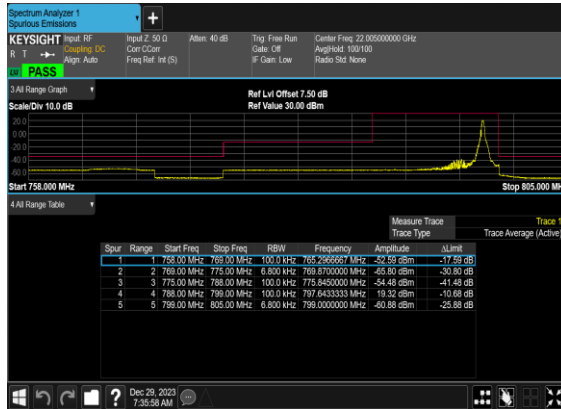 Spectrum Analyzer 1
Spurious Emissions
+
KEYSIGHT Input: RF Input Z: 50 Ω Atten: 40 dB Trig: Free Run Center Freq: 22.005000000 GHz
R T Coupling: DC Corr CCorr Gate: Off Avg|Hold: 100/100
Align: Auto Freq Ref: Int (S) IF Gain: Low Radio Std: None
PASS
3 All Range Graph Ref Lvl Offset 7.50 dB
Scale/Div 10.0 dB Ref Value 30.00 dBm
20.0
0.00
-20.0
-40.0
-60.0
Start 758.000 MHz Stop 805.000 MH
4 All Range Table
Measure Trace Trace 1
Trace Type Trace Average (Active)
Spur Range Start Freq Stop Freq RBW Frequency Amplitude ΔLimit
1 1 758.00 MHz 769.00 MHz 100.0 kHz 765.2966667 MHz -52.59 dBm -17.59 dB
2 2 769.00 MHz 775.00 MHz 6.800 kHz 769.8700000 MHz -65.80 dBm -30.80 dB
3 3 775.00 MHz 788.00 MHz 100.0 kHz 775.8450000 MHz -54.48 dBm -41.48 dB
4 4 788.00 MHz 799.00 MHz 100.0 kHz 797.6433333 MHz 19.32 dBm -10.68 dB
5 5 799.00 MHz 805.00 MHz 6.800 kHz 799.0000000 MHz -60.88 dBm -25.88 dB
? Dec 29, 2023
7:35:58 AM